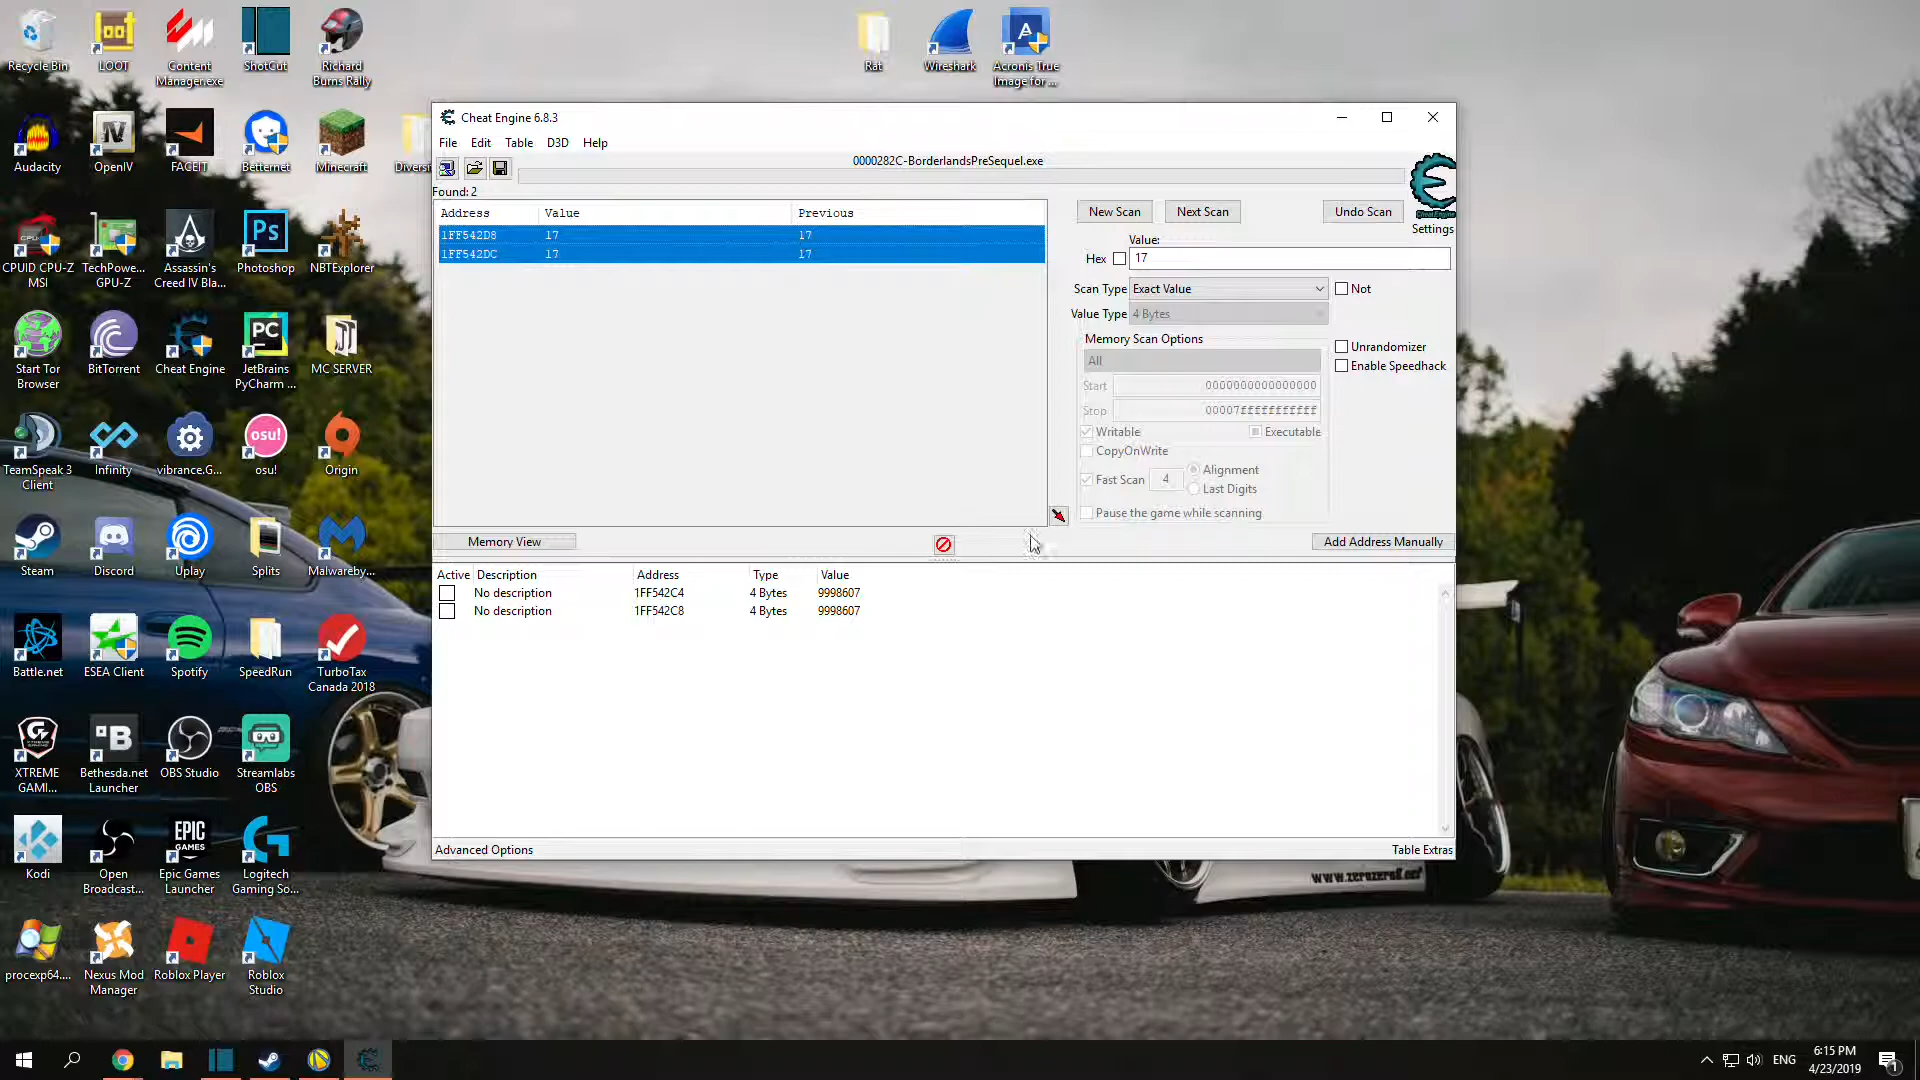 Recycle Bin
LOOT
Content
Manager.exe
ShotCut
Richard
Burns Rally
Rat
Wireshark
Acronis True
Image for ...
Audacity
OpenIV
FACEIT
Betternet
Minecraft
Diversi
CPUID CPU-Z
MSI
TechPowe...
GPU-Z
Assassin's
Creed IV Bla...
Photoshop
NBTExplorer
Start Tor
Browser
BitTorrent
Cheat Engine
JetBrains
PyCharm ...
MC SERVER
TeamSpeak 3
Client
Infinity
vibrance.G...
osu!
osu!
Origin
Steam
Discord
Uplay
Splits
Malwareby...
Battle.net
ESEA Client
Spotify
SpeedRun
TurboTax
Canada 2018
XTREME
GAMI...
Bethesda.net
Launcher
OBS Studio
Streamlabs
OBS
Kodi
Open
Broadcast...
EPIC
GAMES
Epic Games
Launcher
Logitech
Gaming So...
procexp64....
Nexus Mod
Manager
Roblox Player
Roblox
Studio
Cheat Engine 6.8.3
File Edit Table D3D Help
0000282C-BorderlandsPreSequel.exe
Found: 2
Address Value Previous
1FF542D8 17 17
1FF542DC 17 17
New Scan Next Scan Undo Scan
Settings
Value:
Hex 17
Scan Type Exact Value Not
Value Type 4 Bytes
Memory Scan Options
All
Unrandomizer
Enable Speedhack
Start 0000000000000000
Stop 00007fffffffffff
Writable Executable
CopyOnWrite
Fast Scan 4 Alignment
Last Digits
Pause the game while scanning
Memory View
Add Address Manually
Active Description Address Type Value
No description 1FF542C4 4 Bytes 9998607
No description 1FF542C8 4 Bytes 9998607
Advanced Options Table Extras
ENG
6:15 PM
4/23/2019
1